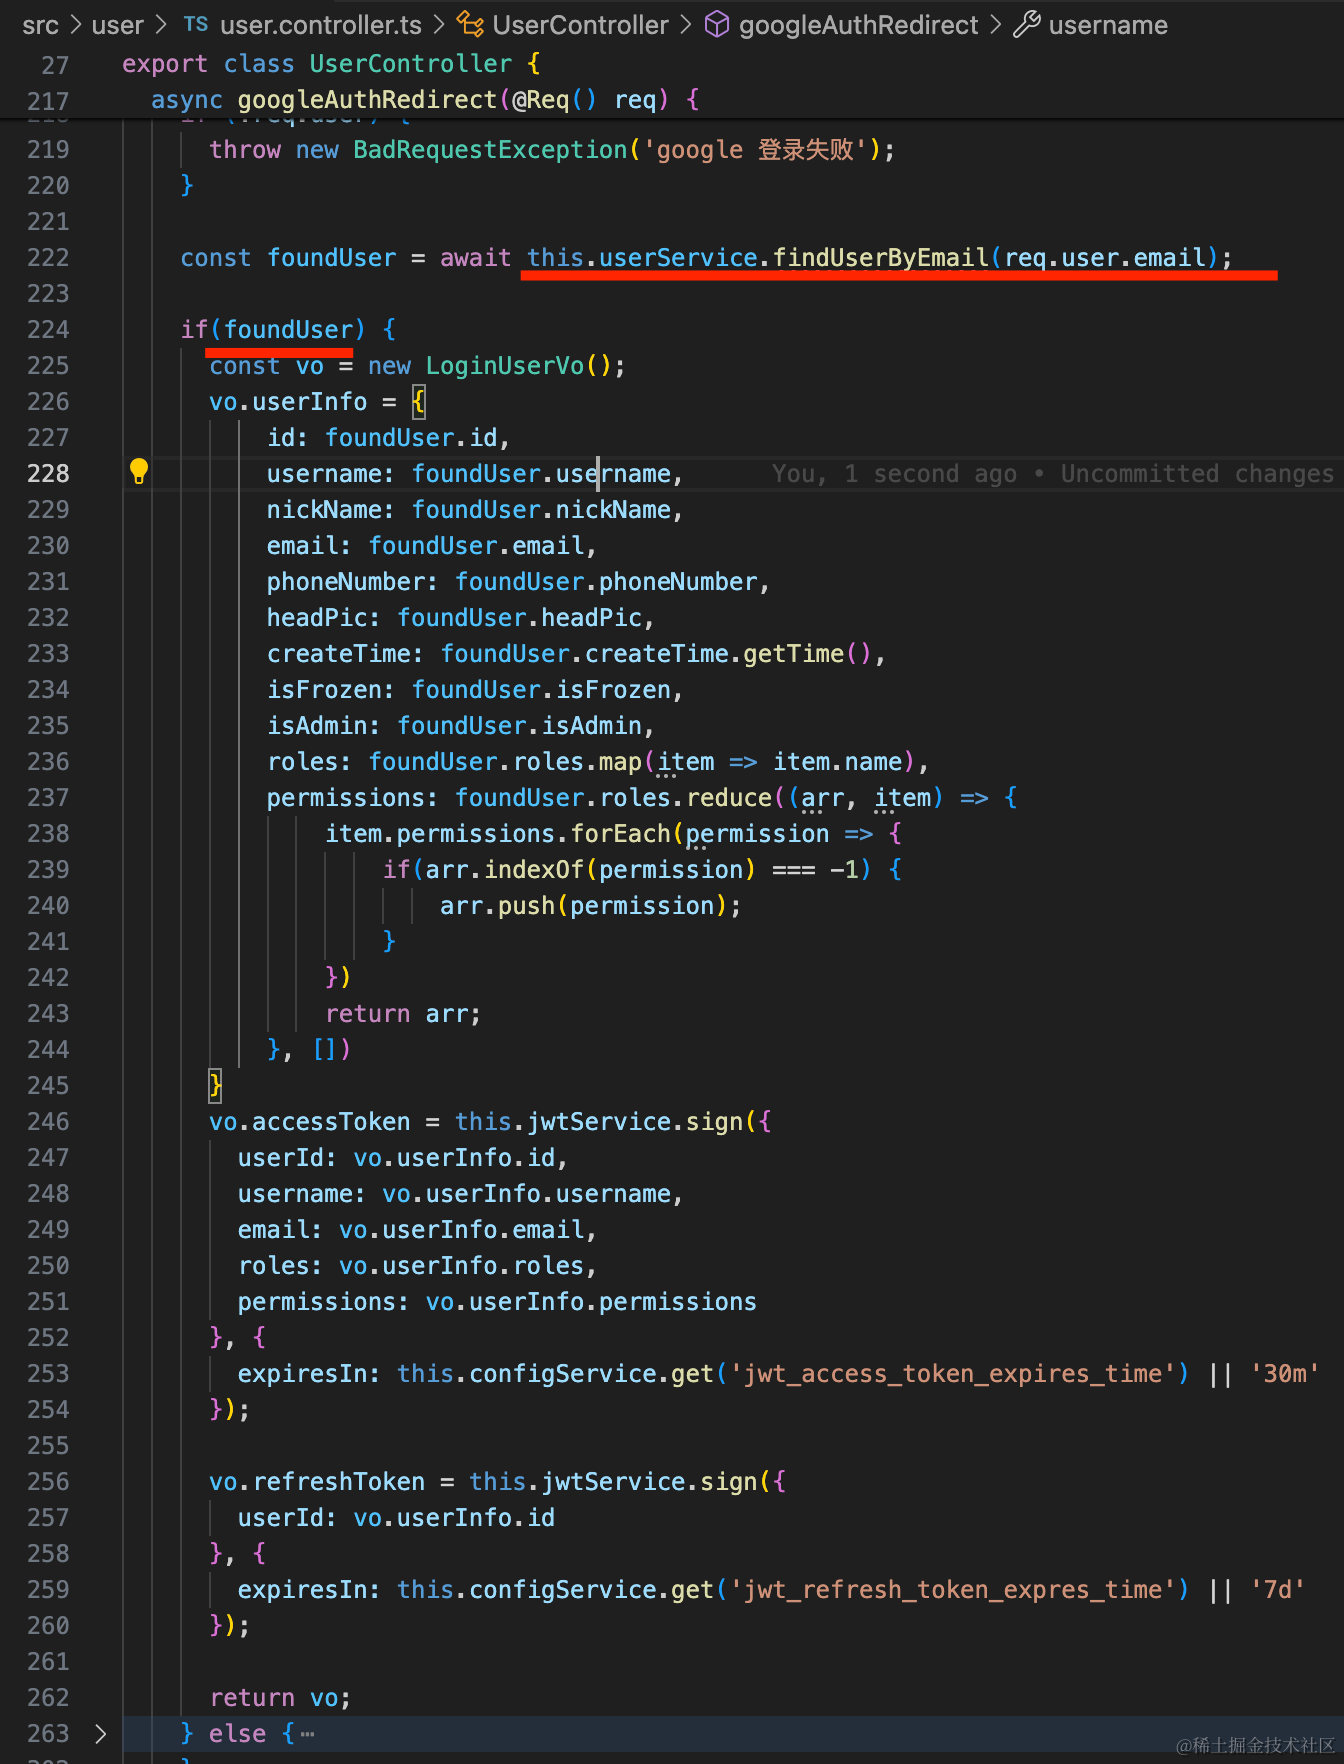 src > user > TS user.controller.ts > UserController > googleAuthRedirect > username
27 export class UserController {
217 async googleAuthRedirect(@Req() req) {
219 throw new BadRequestException('google 登录失败');
220 }
221
222 const foundUser = await this.userService.findUserByEmail(req.user.email);
223
224 if(foundUser) {
225 const vo = new LoginUserVo();
226 vo.userInfo = {
227 id: foundUser.id,
228 username: foundUser.username, You, 1 second ago • Uncommitted changes
229 nickName: foundUser.nickName,
230 email: foundUser.email,
231 phoneNumber: foundUser.phoneNumber,
232 headPic: foundUser.headPic,
233 createTime: foundUser.createTime.getTime(),
234 isFrozen: foundUser.isFrozen,
235 isAdmin: foundUser.isAdmin,
236 roles: foundUser.roles.map(item => item.name),
237 permissions: foundUser.roles.reduce((arr, item) => {
238 item.permissions.forEach(permission => {
239 if(arr.indexOf(permission) === -1) {
240 arr.push(permission);
241 }
242 })
243 return arr;
244 }, [])
245 }
246 vo.accessToken = this.jwtService.sign({
247 userId: vo.userInfo.id,
248 username: vo.userInfo.username,
249 email: vo.userInfo.email,
250 roles: vo.userInfo.roles,
251 permissions: vo.userInfo.permissions
252 }, {
253 expiresIn: this.configService.get('jwt_access_token_expires_time') || '30m'
254 });
255
256 vo.refreshToken = this.jwtService.sign({
257 userId: vo.userInfo.id
258 }, {
259 expiresIn: this.configService.get('jwt_refresh_token_expres_time') || '7d'
260 });
261
262 return vo;
263 } else {⋯
@稀土掘金技术社区